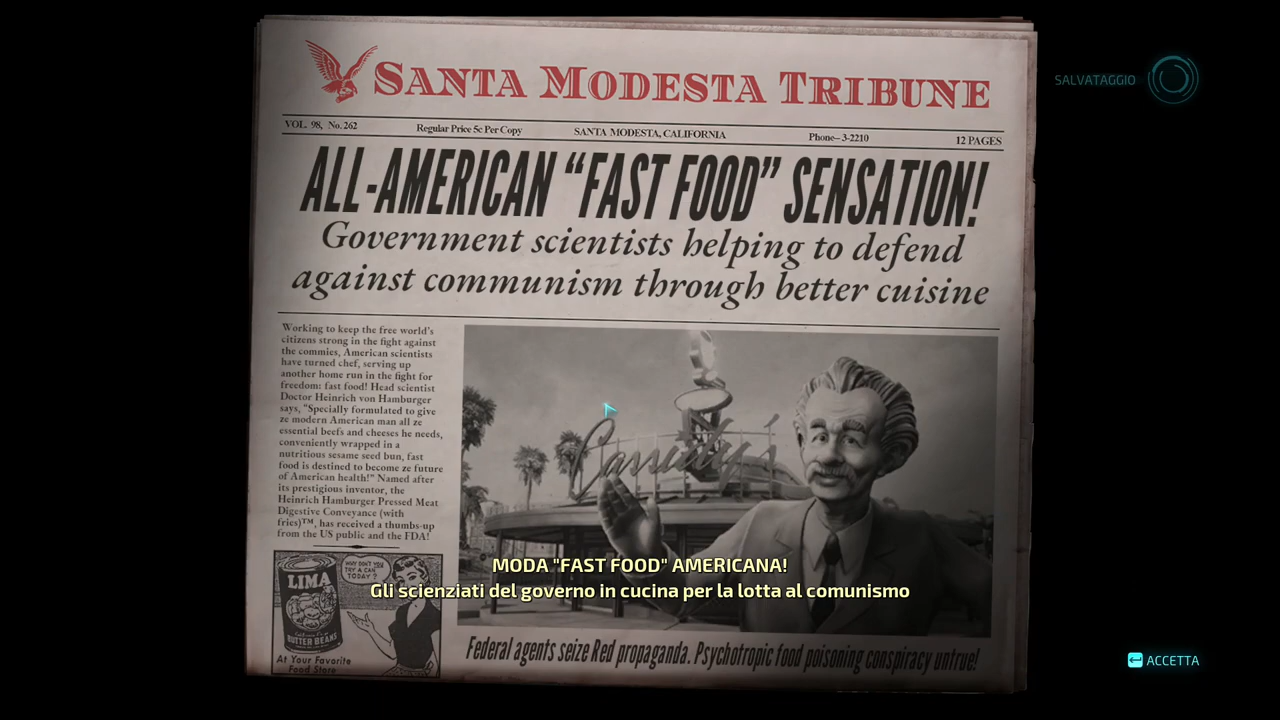 SANTA MODESTA TRIBUNE
SALVATAGGIO
VOL. 98, No. 262
Regular Price 5c Per Copy
SANTA MODESTA, CALIFORNIA
Phone–3-2210
12 PAGES
ALL-AMERICAN “FAST FOOD” SENSATION!
Government scientists helping to defend
against communism through better cuisine
Working to keep the free world's
citizens strong in the fight against
the commies, American scientists
have turned chef, serving up
another home run in the fight for
freedom: fast food! Head scientist
Doctor Heinrich von Hamburger
says, "Specially formulated to give
ze modern American man all ze
essential beefs and cheeses he needs,
conveniently wrapped in a
nutritious sesame seed bun, fast
food is destined to become ze future
of American health!" Named after
its prestigious inventor, the
Heinrich Hamburger Pressed Meat
Digestive Conveyance (with
fries)™, has received a thumbs-up
from the US public and the FDA!
Cassidy's
LIMA
BUTTER BEANS
WHY DON'T YOU
TRY A CAN
TODAY?
At Your Favorite
Food Store
MODA "FAST FOOD" AMERICANA!
Gli scienziati del governo in cucina per la lotta al comunismo
Federal agents seize Red propaganda. Psychotropic food poisoning conspiracy untrue!
ACCETTA